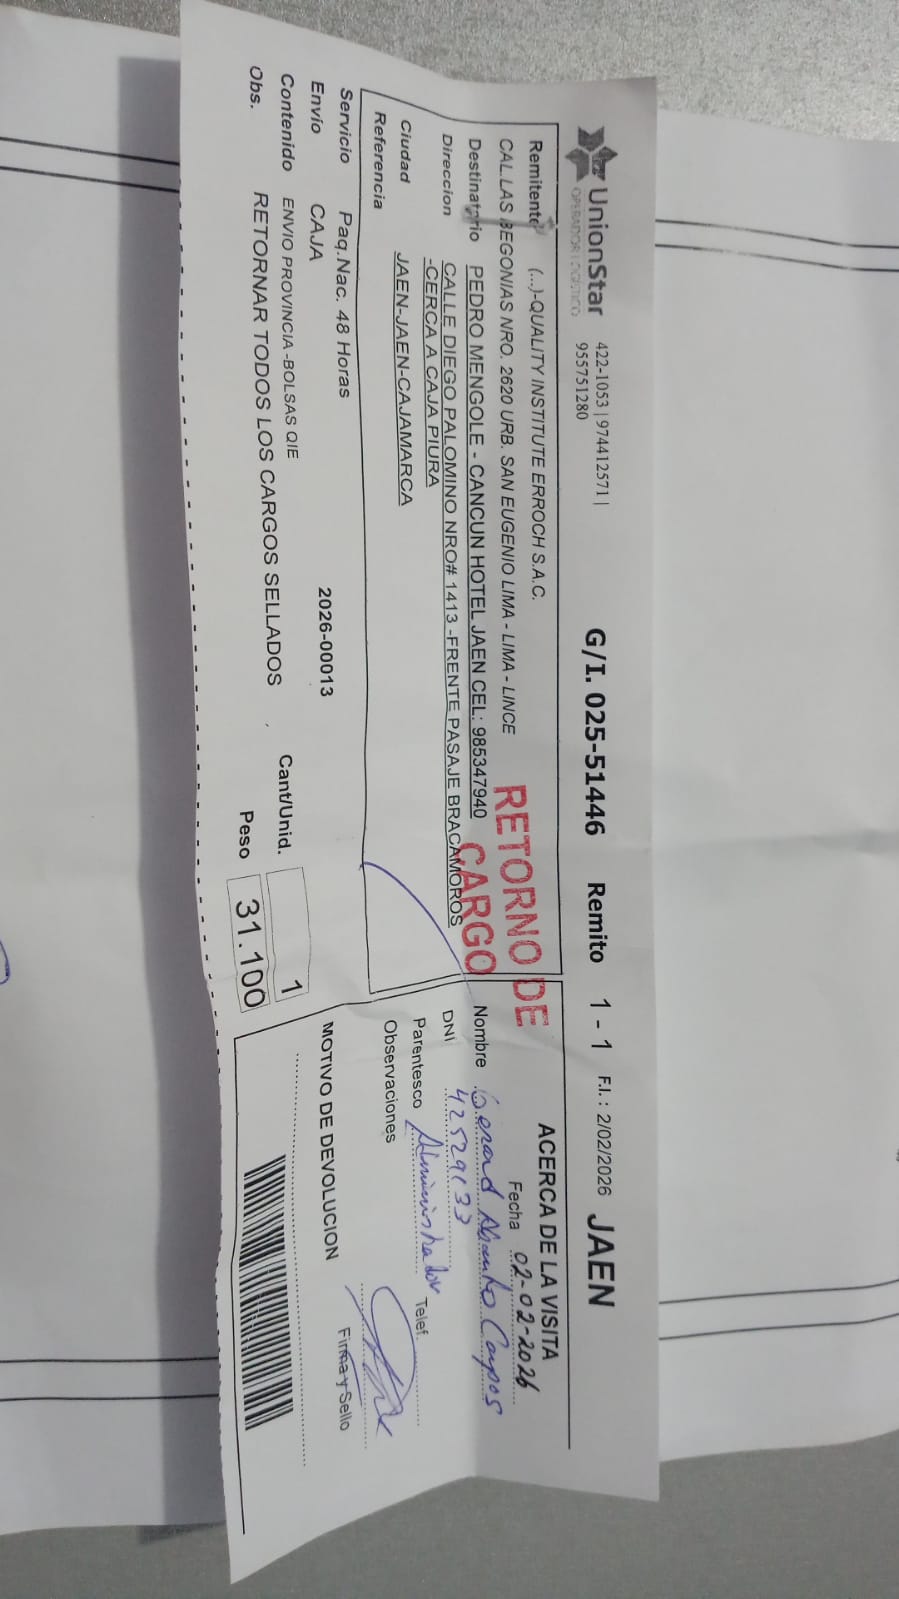 UnionStar
OPERADOR LOGISTICO
422-1053 | 974412571 |
955751280
G/I. 025-51446 Remito 1 - 1 F.I.: 2/02/2026 JAEN
Remitente (...)-QUALITY INSTITUTE ERROCH S.A.C.
CAL.LAS BEGONIAS NRO. 2620 URB. SAN EUGENIO LIMA - LIMA - LINCE
Destinatario PEDRO MENGOLE - CANCUN HOTEL JAEN CEL: 985347940
Direccion CALLE DIEGO PALOMINO NRO# 1413 -FRENTE PASAJE BRACAMOROS
-CERCA A CAJA PIURA
Ciudad JAEN-JAEN-CAJAMARCA
Referencia
RETORNO DE
CARGO
Servicio Paq.Nac. 48 Horas
Envío CAJA 2026-00013
Contenido ENVIO PROVINCIA -BOLSAS QIE
Obs. RETORNAR TODOS LOS CARGOS SELLADOS
Cant/Unid. 1
Peso 31.100
ACERCA DE LA VISITA
Fecha 02-02-2026
Nombre Gerard Abanto Campos
DNI 42529133
Parentesco Administrador Telef.
Observaciones
MOTIVO DE DEVOLUCION
Firma y Sello